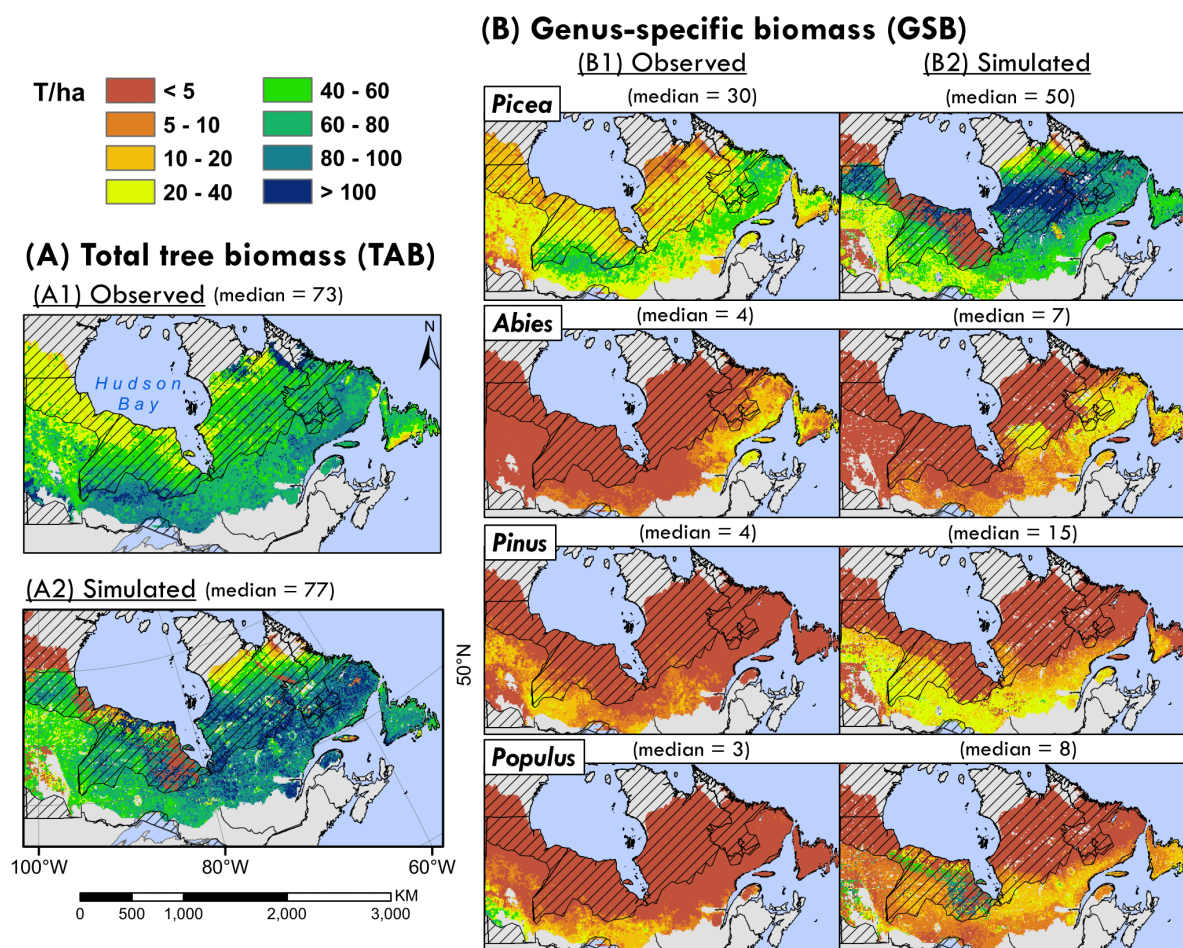 (B) Genus-specific biomass (GSB)
(B1) Observed
(B2) Simulated
T/ha
< 5
5 - 10
10 - 20
20 - 40
40 - 60
60 - 80
80 - 100
> 100
Picea
(median = 30)
(median = 50)
(A) Total tree biomass (TAB)
(A1) Observed (median = 73)
N
Hudson
Bay
Abies
(median = 4)
(median = 7)
Pinus
(median = 4)
(median = 15)
(A2) Simulated (median = 77)
50°N
100°W
80°W
60°W
KM
0
500
1,000
2,000
3,000
Populus
(median = 3)
(median = 8)